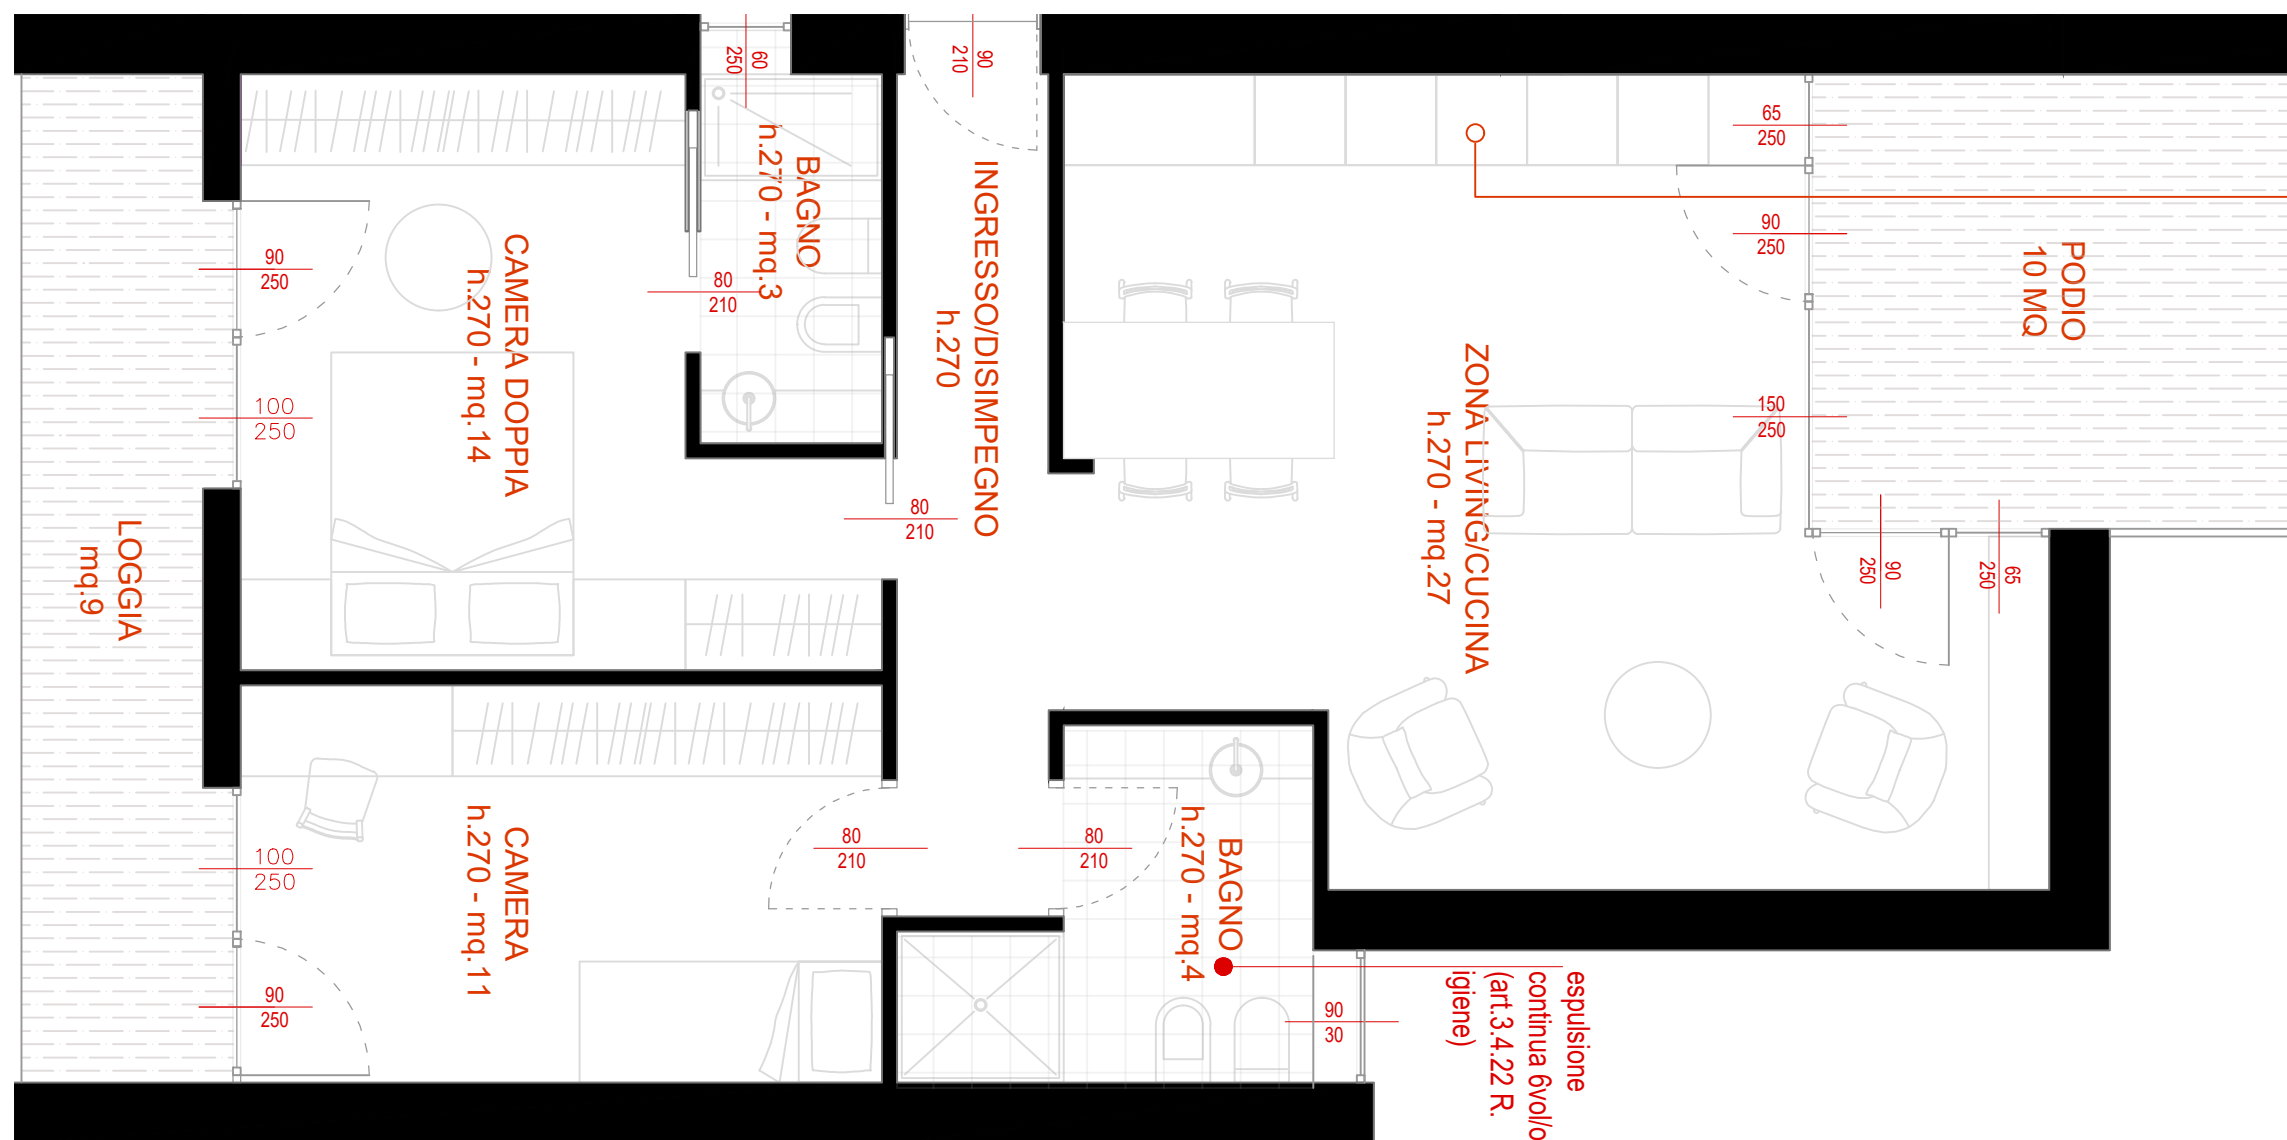 60
250
90
210
65
250
90
250
150
250
90
250
65
250
90
250
100
250
80
210
80
210
BAGNO
h.270 - mq.3
INGRESSO/DISIMPEGNO
h.270
CAMERA DOPPIA
h.270 - mq.14
PODIO
10 MQ
ZONA LIVING/CUCINA
h.270 - mq.27
LOGGIA
mq.9
CAMERA
h.270 - mq.11
100
250
90
250
80
210
80
210
BAGNO
h.270 - mq.4
90
30
espulsione
continua 6vol/o
(art.3.4.22 R.
igiene)